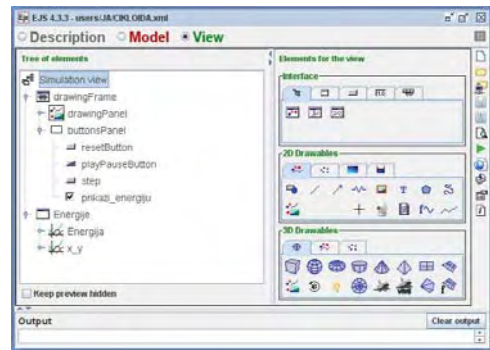 EJS 4.3.3 - users/JA/CIKLOIDA.xml
Description Model View
Tree of elements
Simulation view
drawingFrame
drawingPanel
buttonsPanel
resetButton
playPauseButton
step
prikazi_energiju
Energije
Energija
x_y
Keep preview hidden
Elements for the view
Interface
2D Drawables
3D Drawables
Output
Clear output